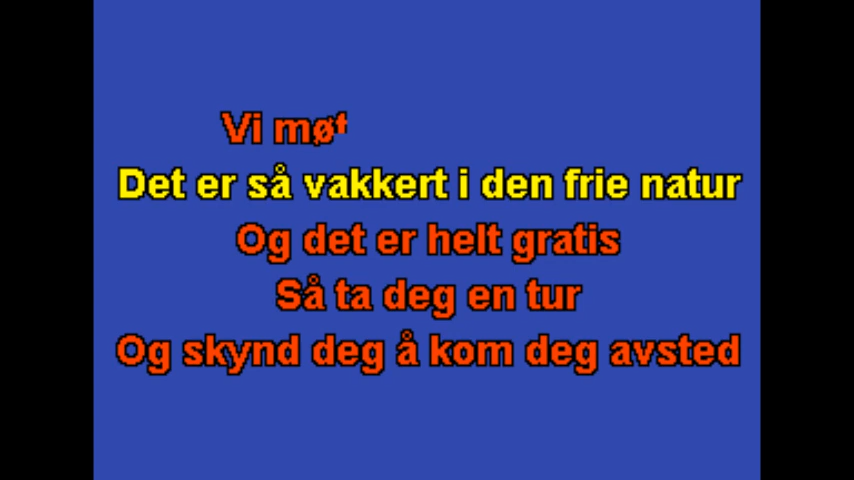 Vi
Det er så vakkert i den frie natur
Og det er helt gratis
Så ta deg en tur
Og skynd deg å kom deg avsted